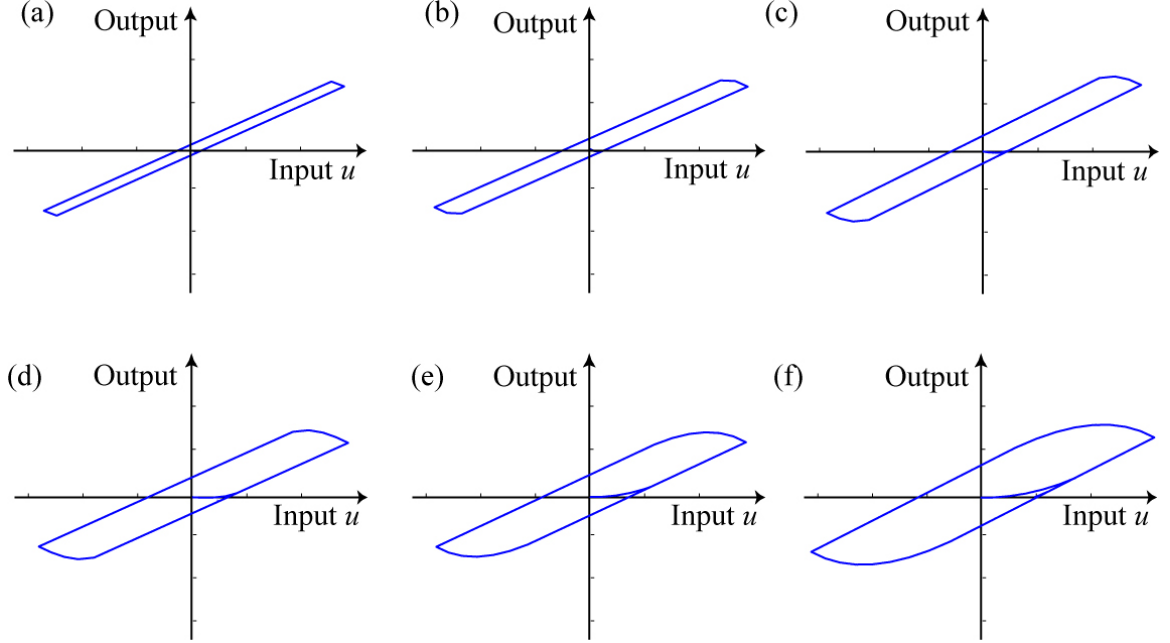 (a) Output
Input u
(b) Output
Input u
(c) Output
Input u
(d) Output
Input u
(e) Output
Input u
(f) Output
Input u